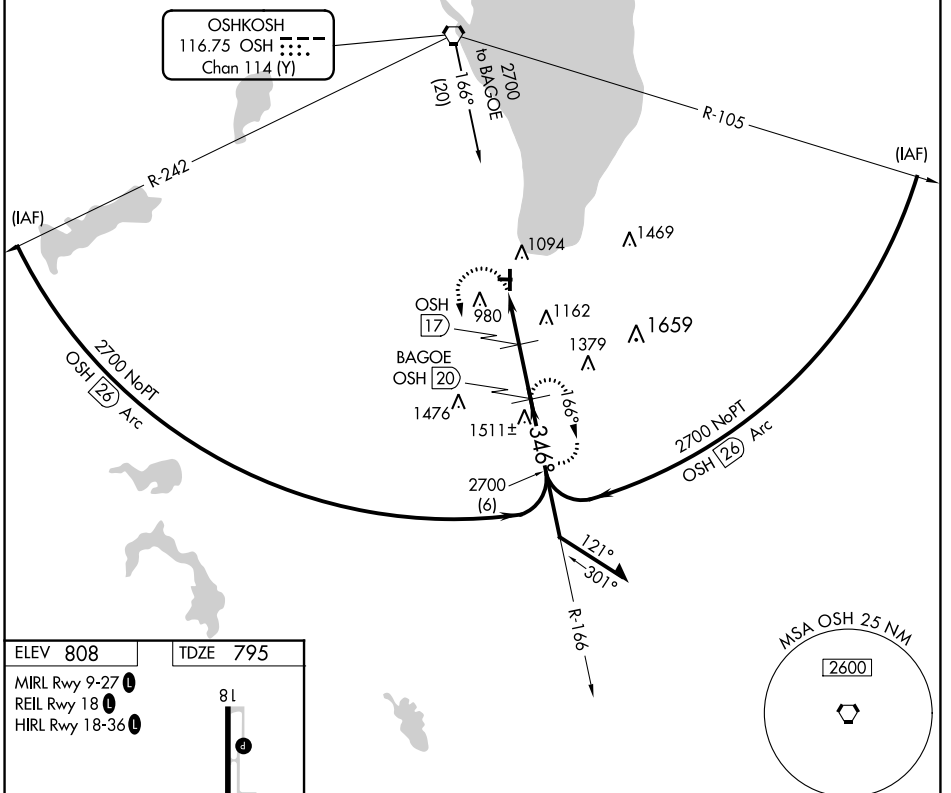 OSHKOSH
116.75 OSH
Chan 114 (Y)
2700
to BAGOE
166°
(20)
R-105
R-242
(IAF)
(IAF)
1094
1469
OSH
17
980
1162
1659
1379
BAGOE
OSH 20
1476
1511±
166°
346°
2700 NoPT
OSH 26 Arc
2700 NoPT
OSH 26 Arc
2700
(6)
121°
301°
R-166
MSA OSH 25 NM
2600
ELEV 808
TDZE 795
MIRL Rwy 9-27 L
REIL Rwy 18 L
HIRL Rwy 18-36 L
18
P